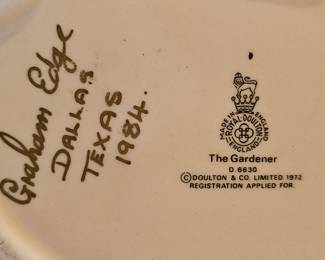 Graham Edge
DALLAS
TEXAS
1984.
MADE IN ENGLAND
ROYAL DOULTON
ENGLAND
The Gardener
D. 6630
© DOULTON & CO. LIMITED. 1972
REGISTRATION APPLIED FOR.